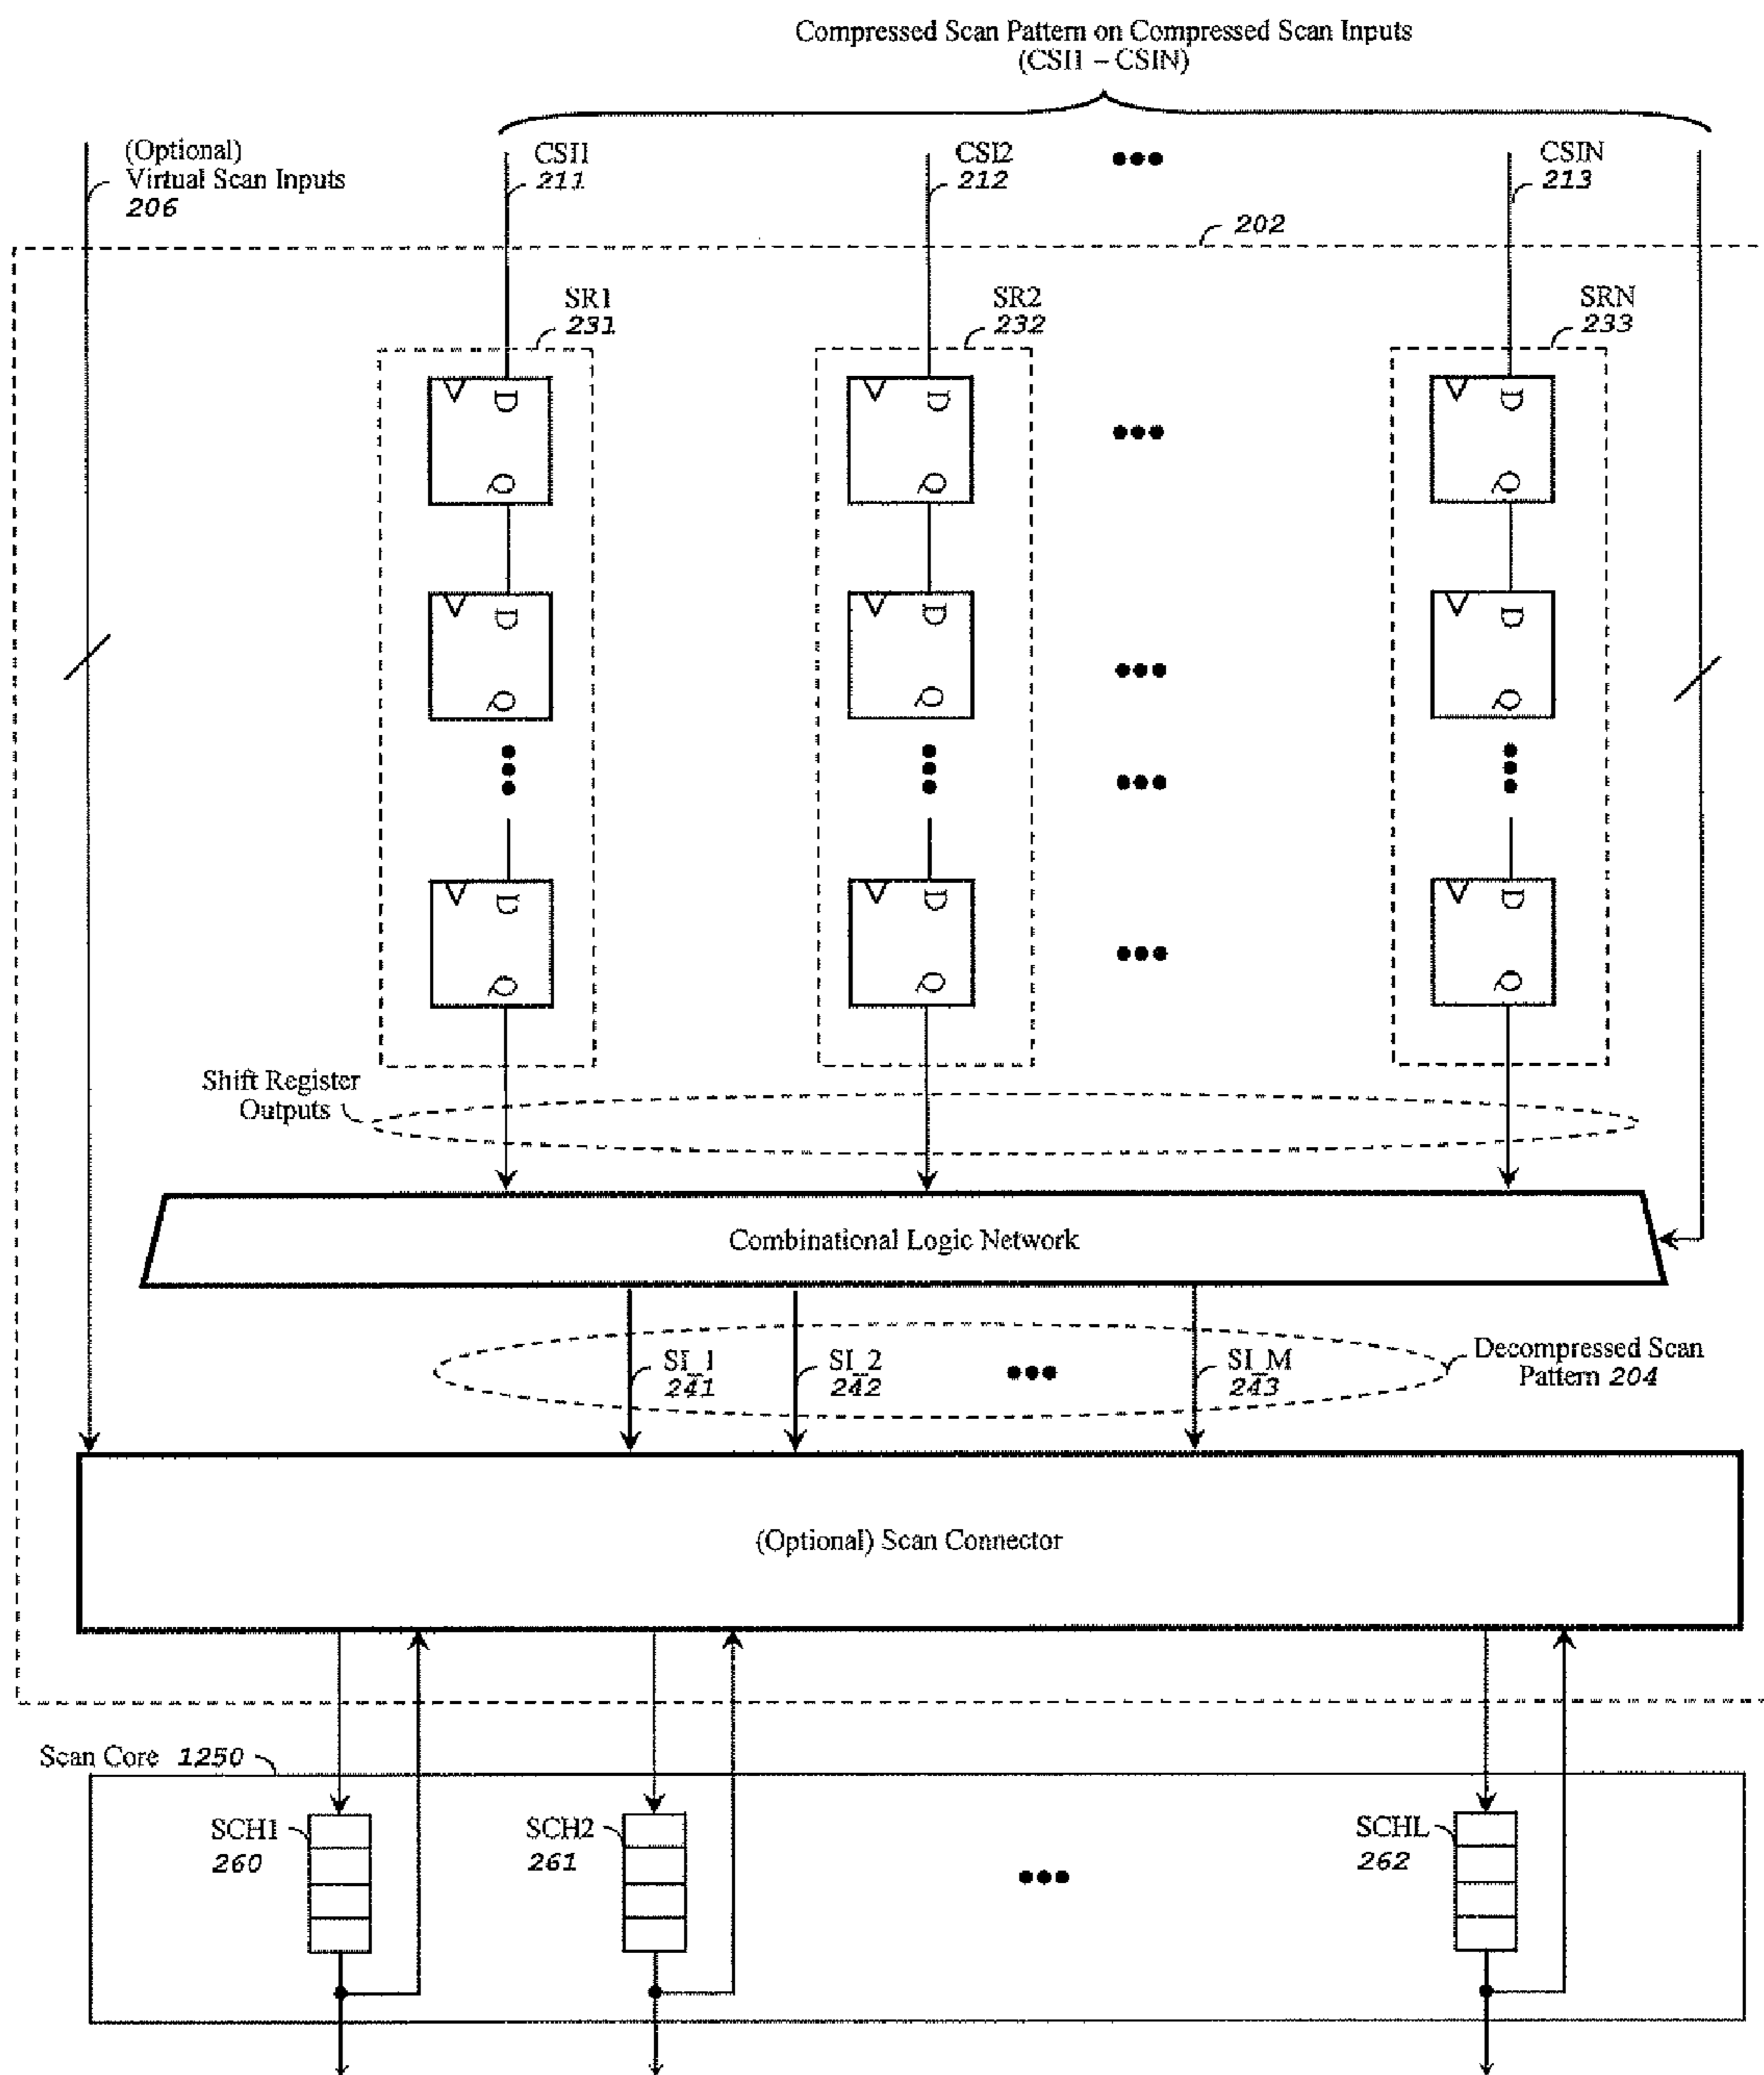 Compressed Scan Pattern on Compressed Scan Inputs
(CSI1 – CSIN)
(Optional)
Virtual Scan Inputs
206
CSI1
211
CSI2
212
CSIN
213
202
SR1
231
SR2
232
SRN
233
D
Q
D
Q
D
Q
D
Q
D
Q
D
Q
D
Q
D
Q
D
Q
Shift Register
Outputs
Combinational Logic Network
SI_1
241
SI_2
242
SI_M
243
Decompressed Scan
Pattern 204
(Optional) Scan Connector
Scan Core 1250
SCH1
260
SCH2
261
SCHL
262